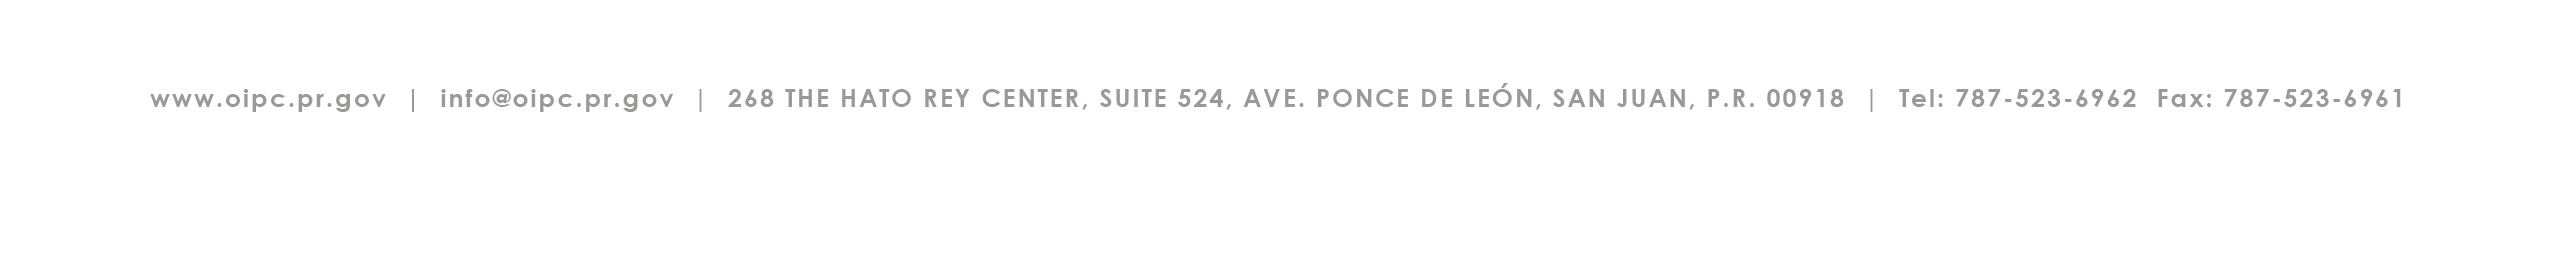 www.oipc.pr.gov | info@oipc.pr.gov | 268 THE HATO REY CENTER, SUITE 524, AVE. PONCE DE LEÓN, SAN JUAN, P.R. 00918 | Tel: 787-523-6962 Fax: 787-523-6961